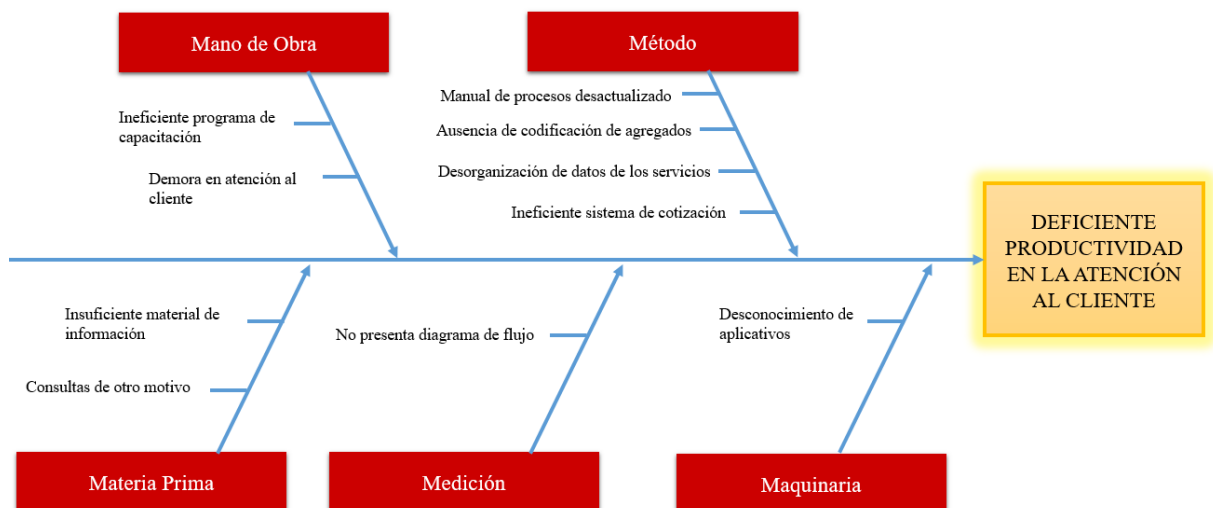 Mano de Obra
Método
Ineficiente programa de
capacitación
Demora en atención al
cliente
Manual de procesos desactualizado
Ausencia de codificación de agregados
Desorganización de datos de los servicios
Ineficiente sistema de cotización
DEFICIENTE
PRODUCTIVIDAD
EN LA ATENCIÓN
AL CLIENTE
Insuficiente material de
información
Consultas de otro motivo
No presenta diagrama de flujo
Desconocimiento de
aplicativos
Materia Prima
Medición
Maquinaria